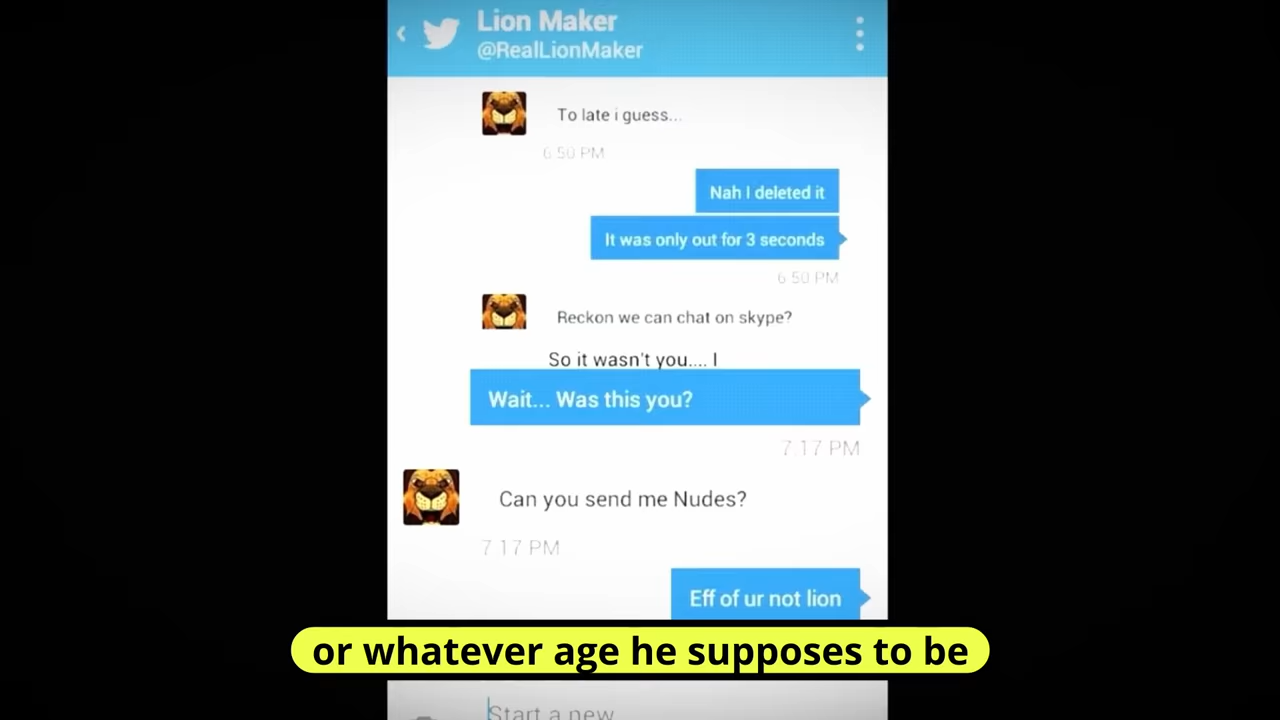 Lion Maker
@RealLionMaker
To late i guess...
6:50 PM
Nah I deleted it
It was only out for 3 seconds
6:50 PM
Reckon we can chat on skype?
So it wasn't you.... I
Wait... Was this you?
7:17 PM
Can you send me Nudes?
7:17 PM
Eff of ur not lion
or whatever age he supposes to be
Start a new